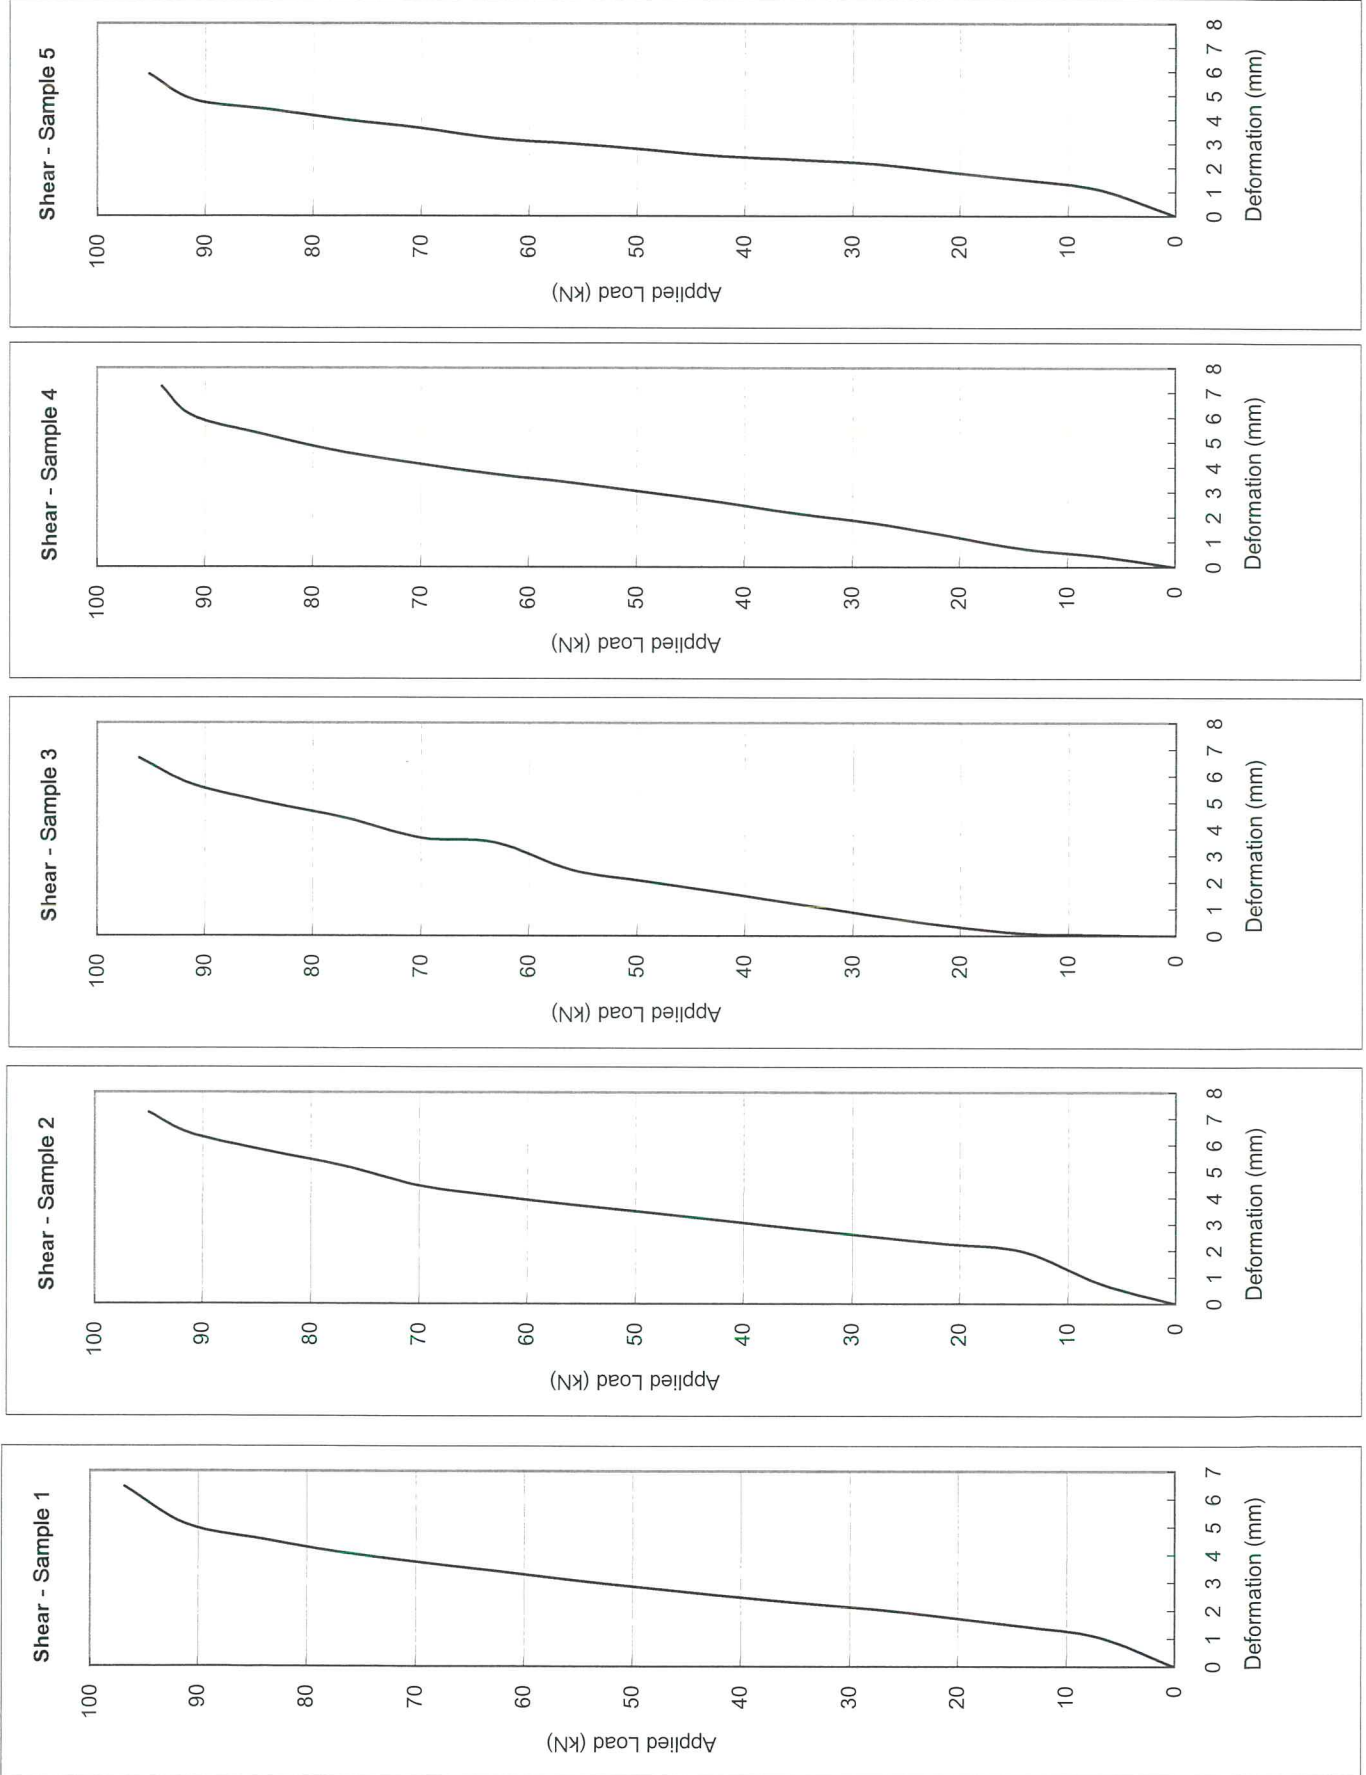 Shear - Sample 1
100
90
80
70
60
50
40
30
20
10
0
Applied Load (kN)
0 1 2 3 4 5 6 7
Deformation (mm)
Shear - Sample 2
100
90
80
70
60
50
40
30
20
10
0
Applied Load (kN)
0 1 2 3 4 5 6 7 8
Deformation (mm)
Shear - Sample 3
100
90
80
70
60
50
40
30
20
10
0
Applied Load (kN)
0 1 2 3 4 5 6 7 8
Deformation (mm)
Shear - Sample 4
100
90
80
70
60
50
40
30
20
10
0
Applied Load (kN)
0 1 2 3 4 5 6 7 8
Deformation (mm)
Shear - Sample 5
100
90
80
70
60
50
40
30
20
10
0
Applied Load (kN)
0 1 2 3 4 5 6 7 8
Deformation (mm)